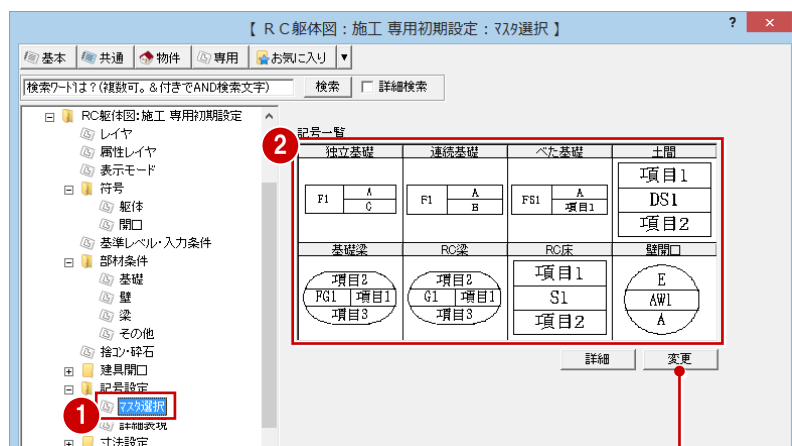 【 ＲＣ躯体図：施工 専用初期設定：ﾏｽﾀ選択 】
? ×
基本 共通 物件 専用 お気に入り ▼
検索ﾜｰﾄﾞは？(複数可。＆付きでAND検索文字) 検索 詳細検索
RC躯体図:施工 専用初期設定
レイヤ
属性レイヤ
表示モード
符号
躯体
開口
基準レベル・入力条件
部材条件
基礎
壁
梁
その他
捨コン・砕石
建具開口
記号設定
1 マスタ選択
詳細表現
寸法設定
記号一覧
2
独立基礎 連続基礎 べた基礎 土間
F1 A C
F1 A B
FS1 A 項目1
項目1
DS1
項目2
基礎梁 RC梁 RC床 壁開口
項目2
FG1 項目1
項目3
項目2
G1 項目1
項目3
項目1
S1
項目2
E
AW1
A
詳細 変更